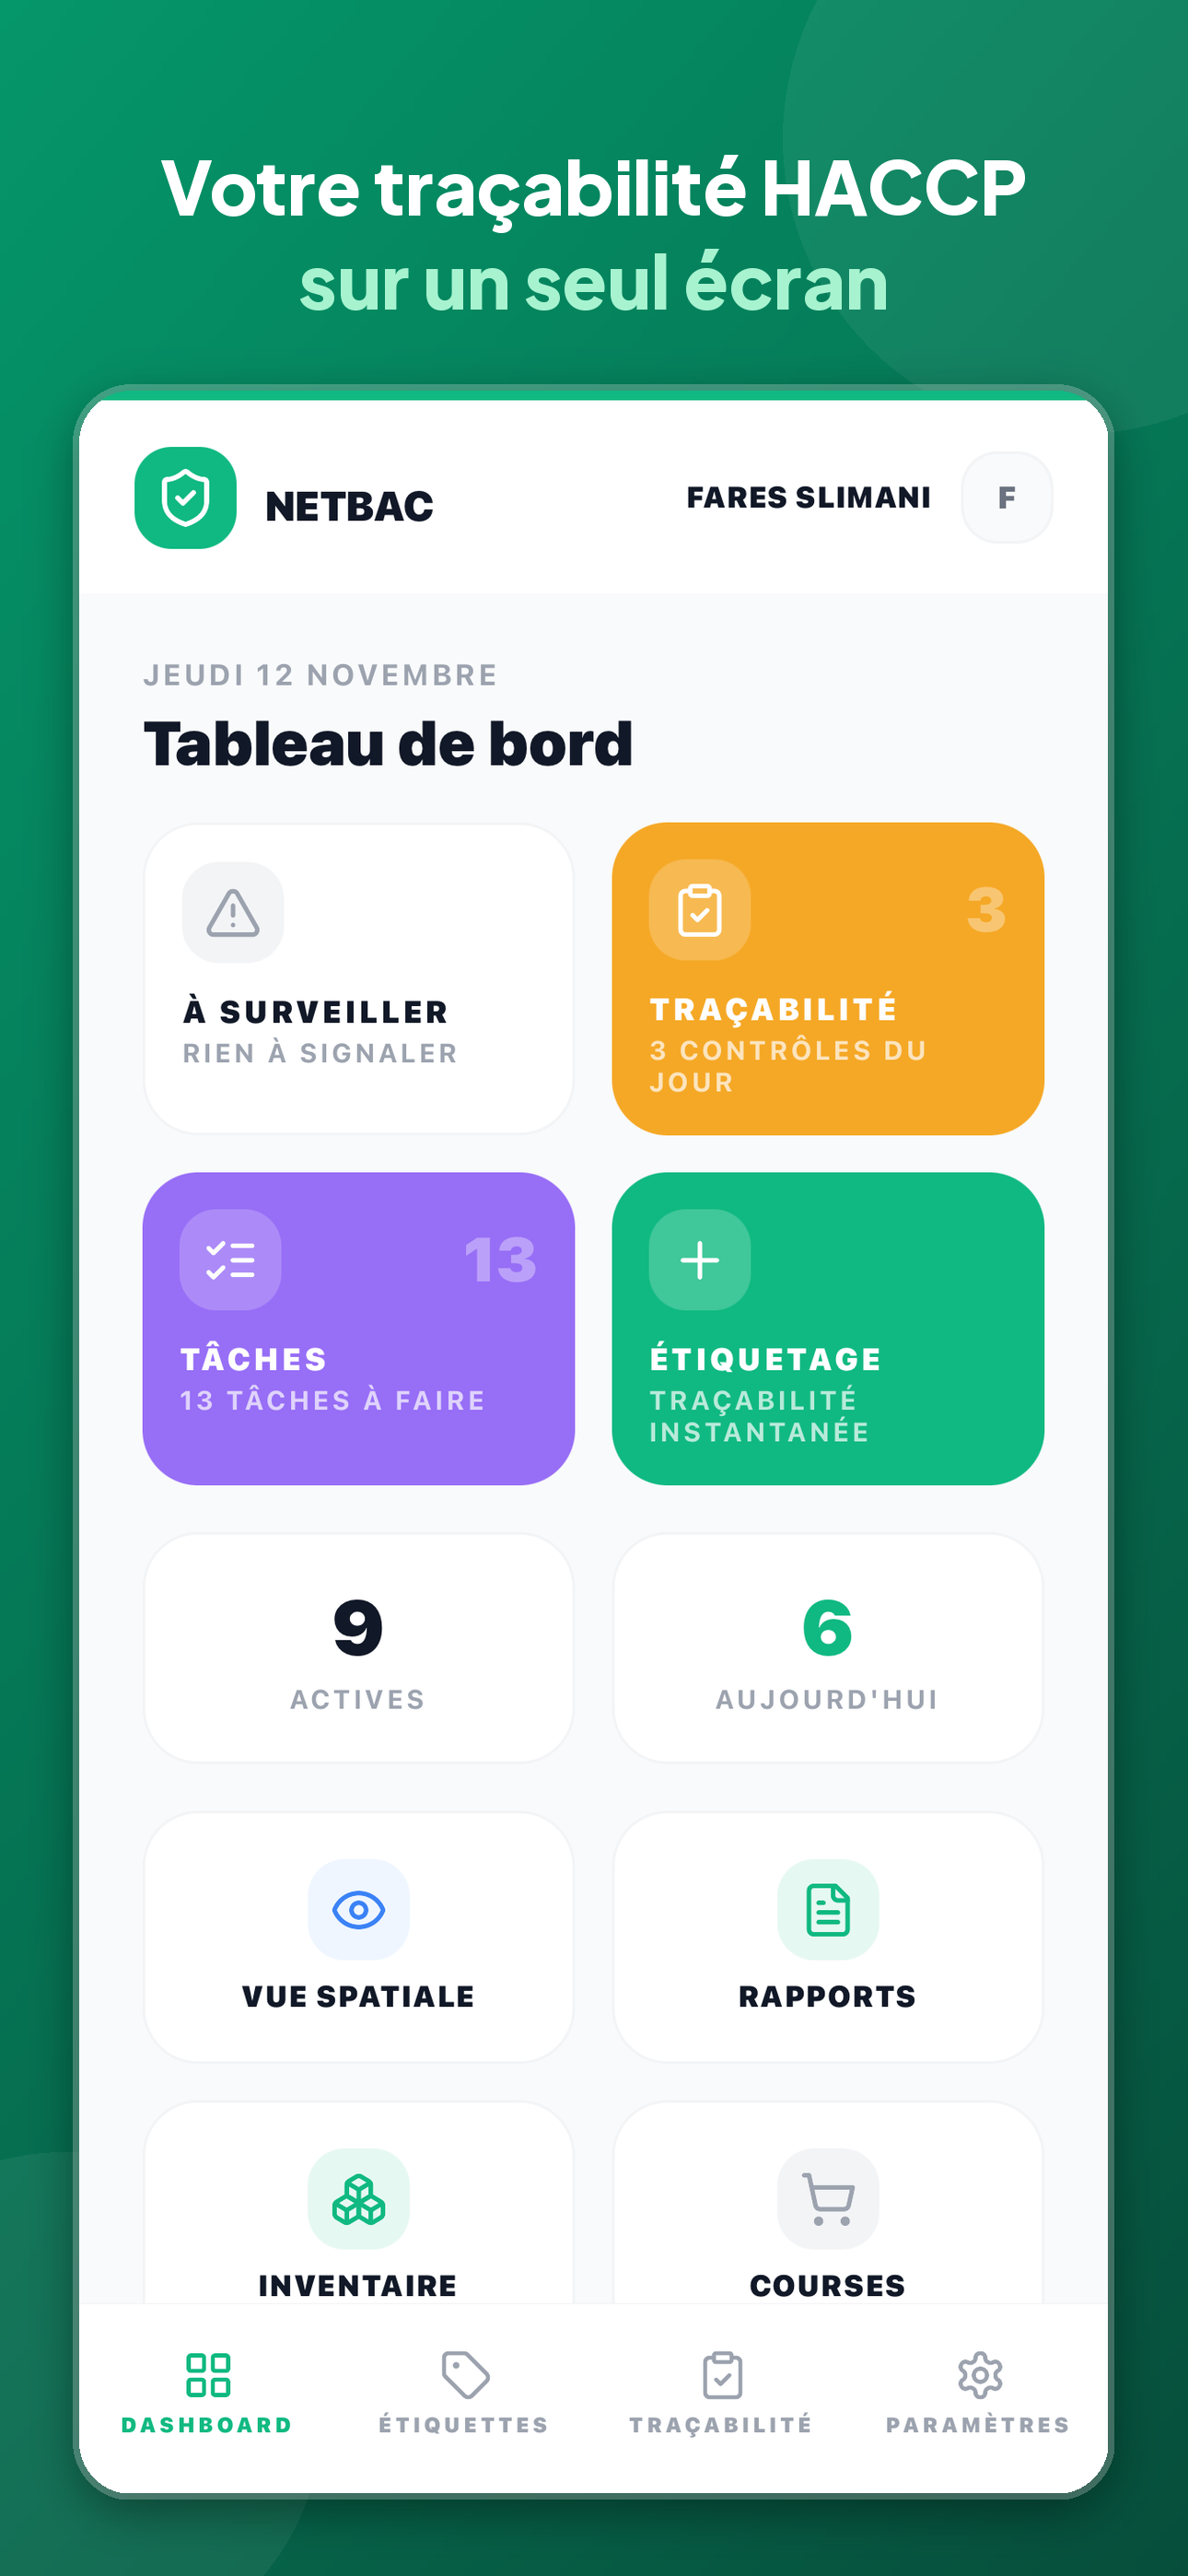 Votre traçabilité HACCP
sur un seul écran
NETBAC
FARES SLIMANI
F
JEUDI 12 NOVEMBRE
Tableau de bord
À SURVEILLER
RIEN À SIGNALER
3
TRAÇABILITÉ
3 CONTRÔLES DU
JOUR
13
TÂCHES
13 TÂCHES À FAIRE
ÉTIQUETAGE
TRAÇABILITÉ
INSTANTANÉE
9
ACTIVES
6
AUJOURD'HUI
VUE SPATIALE
RAPPORTS
INVENTAIRE
COURSES
DASHBOARD
ÉTIQUETTES
TRAÇABILITÉ
PARAMÈTRES